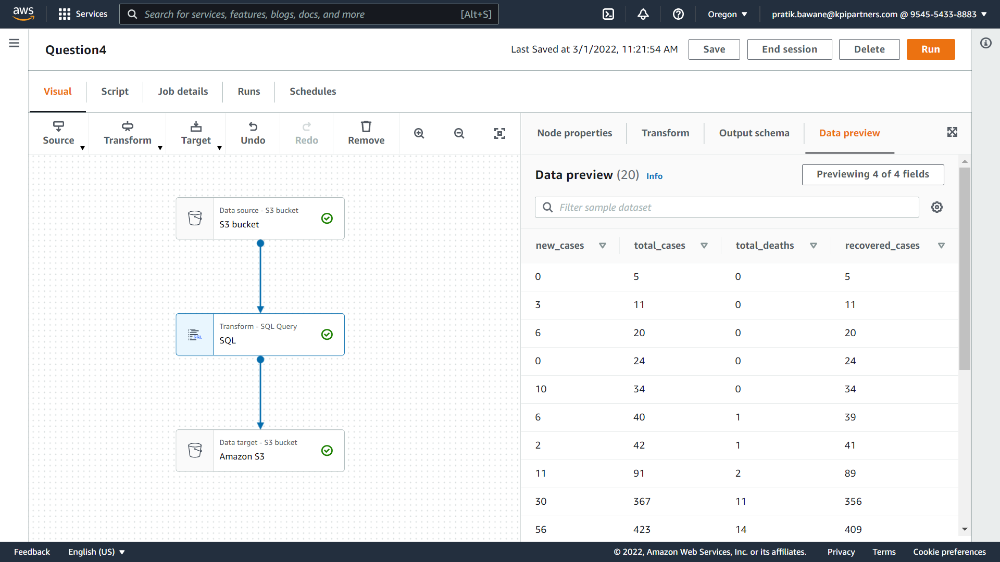 aws
Services
Search for services, features, blogs, docs, and more
[Alt+S]
Oregon
pratik.bawane@kpipartners.com @ 9545-5433-8883
Question4
Last Saved at 3/1/2022, 11:21:54 AM
Save
End session
Delete
Run
Visual
Script
Job details
Runs
Schedules
Source
Transform
Target
Undo
Redo
Remove
Node properties
Transform
Output schema
Data preview
Data preview (20) Info
Previewing 4 of 4 fields
Filter sample dataset
Data source - S3 bucket
S3 bucket
Transform - SQL Query
SQL
SQL
Data target - S3 bucket
Amazon S3
new_cases total_cases total_deaths recovered_cases
0 5 0 5
3 11 0 11
6 20 0 20
0 24 0 24
10 34 0 34
6 40 1 39
2 42 1 41
11 91 2 89
30 367 11 356
56 423 14 409
Feedback
English (US)
© 2022, Amazon Web Services, Inc. or its affiliates.
Privacy
Terms
Cookie preferences